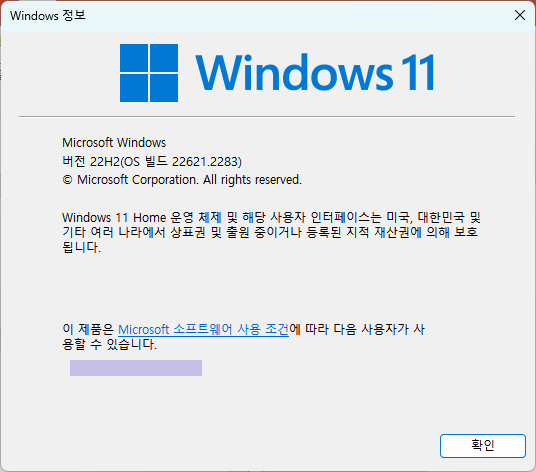 Windows 정보
Windows 11
Microsoft Windows
버전 22H2(OS 빌드 22621.2283)
© Microsoft Corporation. All rights reserved.
Windows 11 Home 운영 체제 및 해당 사용자 인터페이스는 미국, 대한민국 및
기타 여러 나라에서 상표권 및 출원 중이거나 등록된 지적 재산권에 의해 보호
됩니다.
이 제품은 Microsoft 소프트웨어 사용 조건에 따라 다음 사용자가 사
용할 수 있습니다.
확인